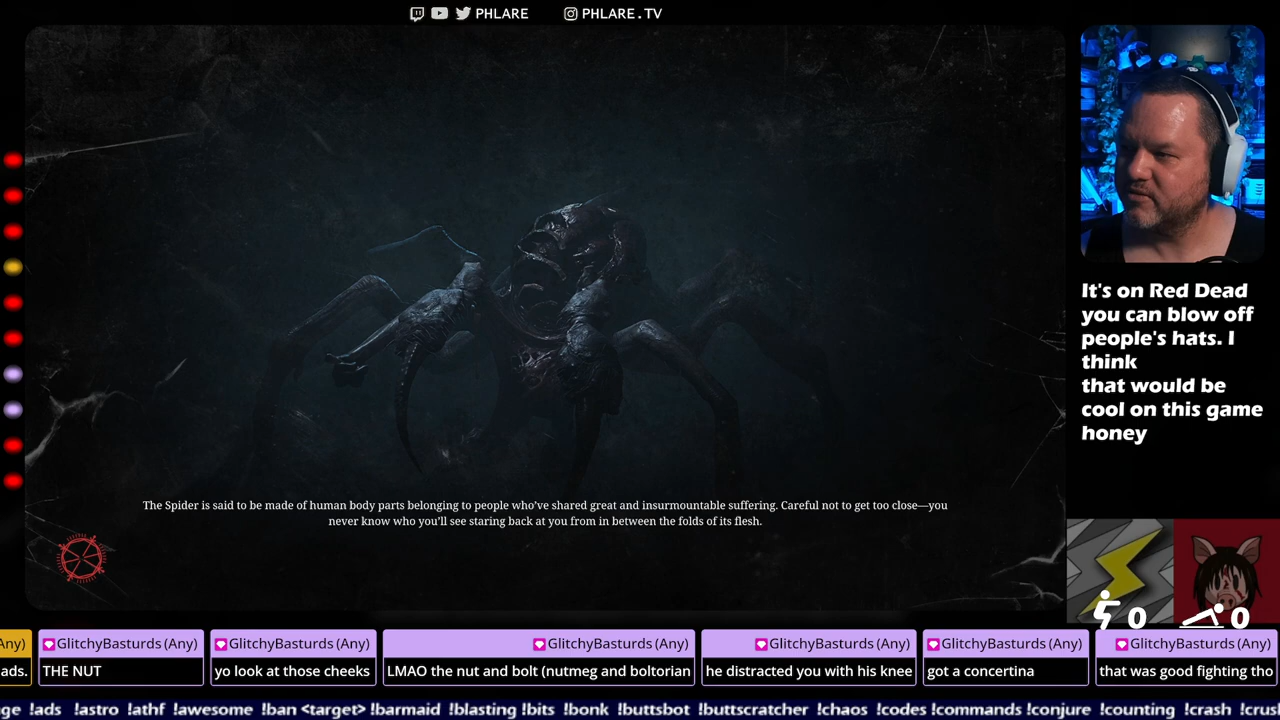 PHLARE
PHLARE.TV
It's on Red Dead
you can blow off
people's hats. I
think
that would be
cool on this game
honey
The Spider is said to be made of human body parts belonging to people who've shared great and insurmountable suffering. Careful not to get too close—you
never know who you'll see staring back at you from in between the folds of its flesh.
0
0
Any)
ads.
GlitchyBasturds (Any)
THE NUT
GlitchyBasturds (Any)
yo look at those cheeks
GlitchyBasturds (Any)
LMAO the nut and bolt (nutmeg and boltorian
GlitchyBasturds (Any)
he distracted you with his knee
GlitchyBasturds (Any)
got a concertina
GlitchyBasturds (Any)
that was good fighting tho
ge !ads !astro !athf !awesome !ban <target> !barmaid !blasting !bits !bonk !buttsbot !buttscratcher !chaos !codes !commands !conjure !counting !crash !crus